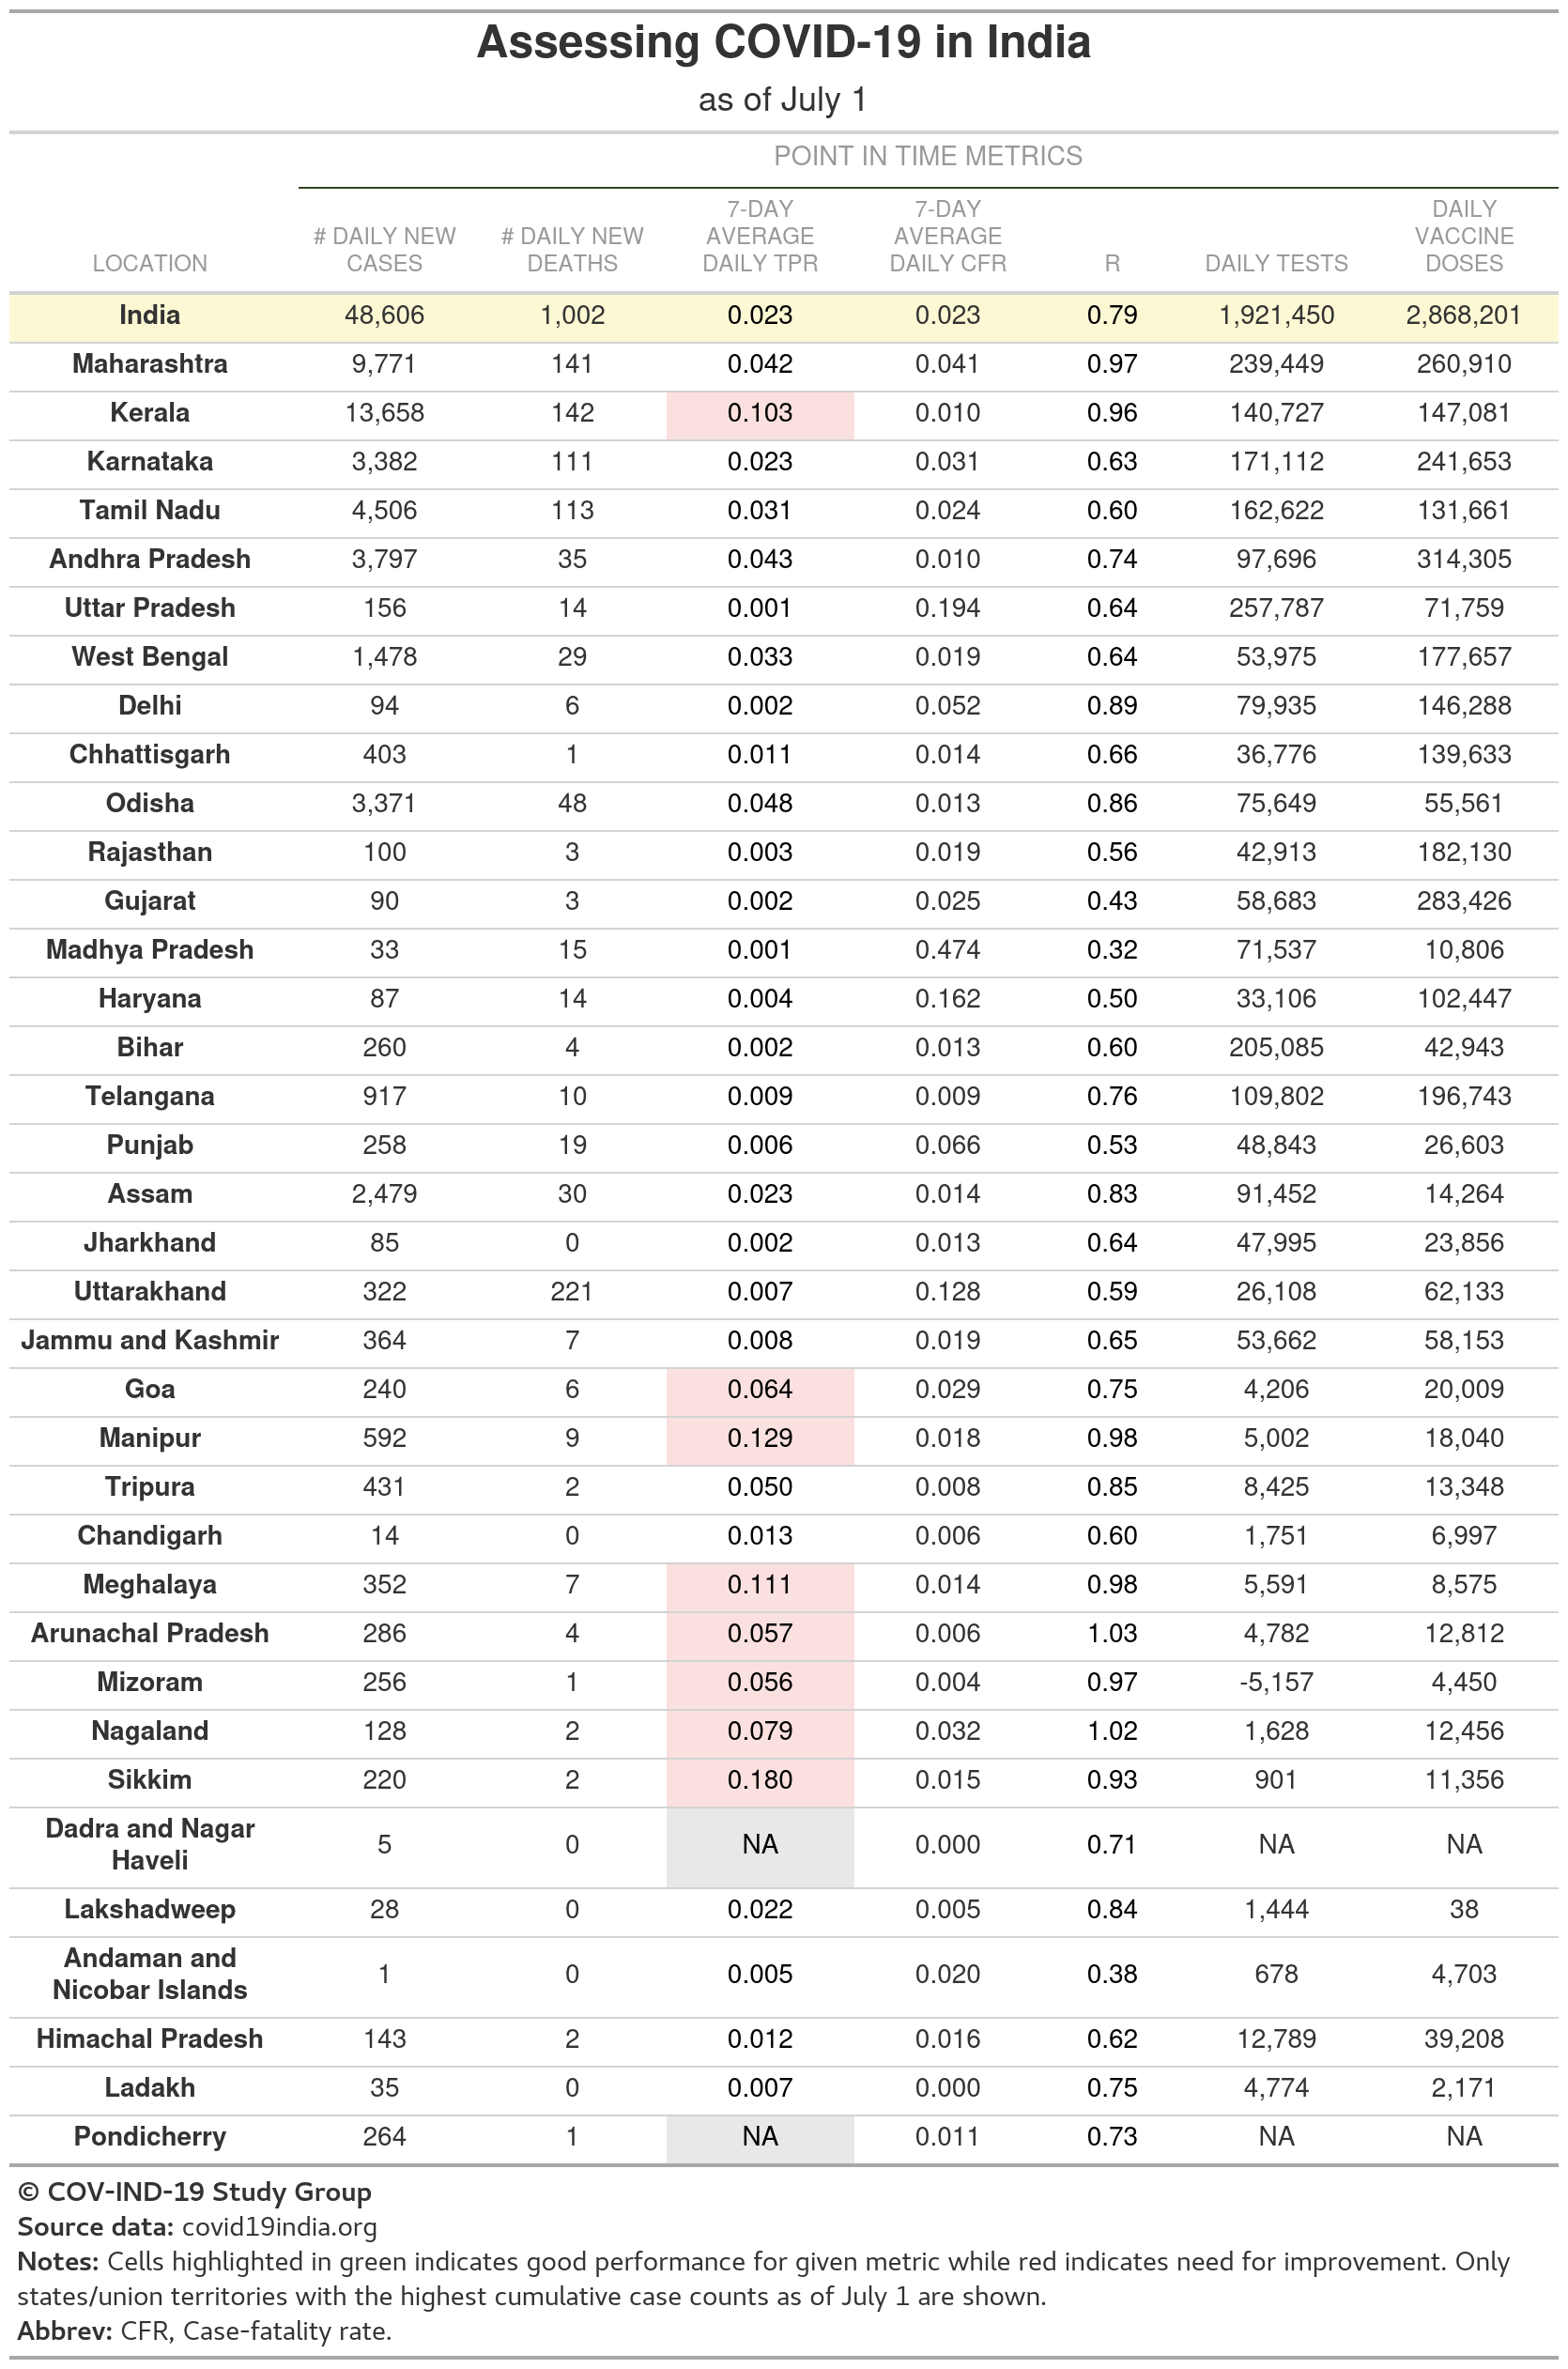 Assessing COVID-19 in India
as of July 1
POINT IN TIME METRICS
LOCATION # DAILY NEW CASES # DAILY NEW DEATHS 7-DAY AVERAGE DAILY TPR 7-DAY AVERAGE DAILY CFR R DAILY TESTS DAILY VACCINE DOSES
India 48,606 1,002 0.023 0.023 0.79 1,921,450 2,868,201
Maharashtra 9,771 141 0.042 0.041 0.97 239,449 260,910
Kerala 13,658 142 0.103 0.010 0.96 140,727 147,081
Karnataka 3,382 111 0.023 0.031 0.63 171,112 241,653
Tamil Nadu 4,506 113 0.031 0.024 0.60 162,622 131,661
Andhra Pradesh 3,797 35 0.043 0.010 0.74 97,696 314,305
Uttar Pradesh 156 14 0.001 0.194 0.64 257,787 71,759
West Bengal 1,478 29 0.033 0.019 0.64 53,975 177,657
Delhi 94 6 0.002 0.052 0.89 79,935 146,288
Chhattisgarh 403 1 0.011 0.014 0.66 36,776 139,633
Odisha 3,371 48 0.048 0.013 0.86 75,649 55,561
Rajasthan 100 3 0.003 0.019 0.56 42,913 182,130
Gujarat 90 3 0.002 0.025 0.43 58,683 283,426
Madhya Pradesh 33 15 0.001 0.474 0.32 71,537 10,806
Haryana 87 14 0.004 0.162 0.50 33,106 102,447
Bihar 260 4 0.002 0.013 0.60 205,085 42,943
Telangana 917 10 0.009 0.009 0.76 109,802 196,743
Punjab 258 19 0.006 0.066 0.53 48,843 26,603
Assam 2,479 30 0.023 0.014 0.83 91,452 14,264
Jharkhand 85 0 0.002 0.013 0.64 47,995 23,856
Uttarakhand 322 221 0.007 0.128 0.59 26,108 62,133
Jammu and Kashmir 364 7 0.008 0.019 0.65 53,662 58,153
Goa 240 6 0.064 0.029 0.75 4,206 20,009
Manipur 592 9 0.129 0.018 0.98 5,002 18,040
Tripura 431 2 0.050 0.008 0.85 8,425 13,348
Chandigarh 14 0 0.013 0.006 0.60 1,751 6,997
Meghalaya 352 7 0.111 0.014 0.98 5,591 8,575
Arunachal Pradesh 286 4 0.057 0.006 1.03 4,782 12,812
Mizoram 256 1 0.056 0.004 0.97 -5,157 4,450
Nagaland 128 2 0.079 0.032 1.02 1,628 12,456
Sikkim 220 2 0.180 0.015 0.93 901 11,356
Dadra and Nagar Haveli 5 0 NA 0.000 0.71 NA NA
Lakshadweep 28 0 0.022 0.005 0.84 1,444 38
Andaman and Nicobar Islands 1 0 0.005 0.020 0.38 678 4,703
Himachal Pradesh 143 2 0.012 0.016 0.62 12,789 39,208
Ladakh 35 0 0.007 0.000 0.75 4,774 2,171
Pondicherry 264 1 NA 0.011 0.73 NA NA
© COV-IND-19 Study Group
Source data: covid19india.org
Notes: Cells highlighted in green indicates good performance for given metric while red indicates need for improvement. Only
states/union territories with the highest cumulative case counts as of July 1 are shown.
Abbrev: CFR, Case-fatality rate.